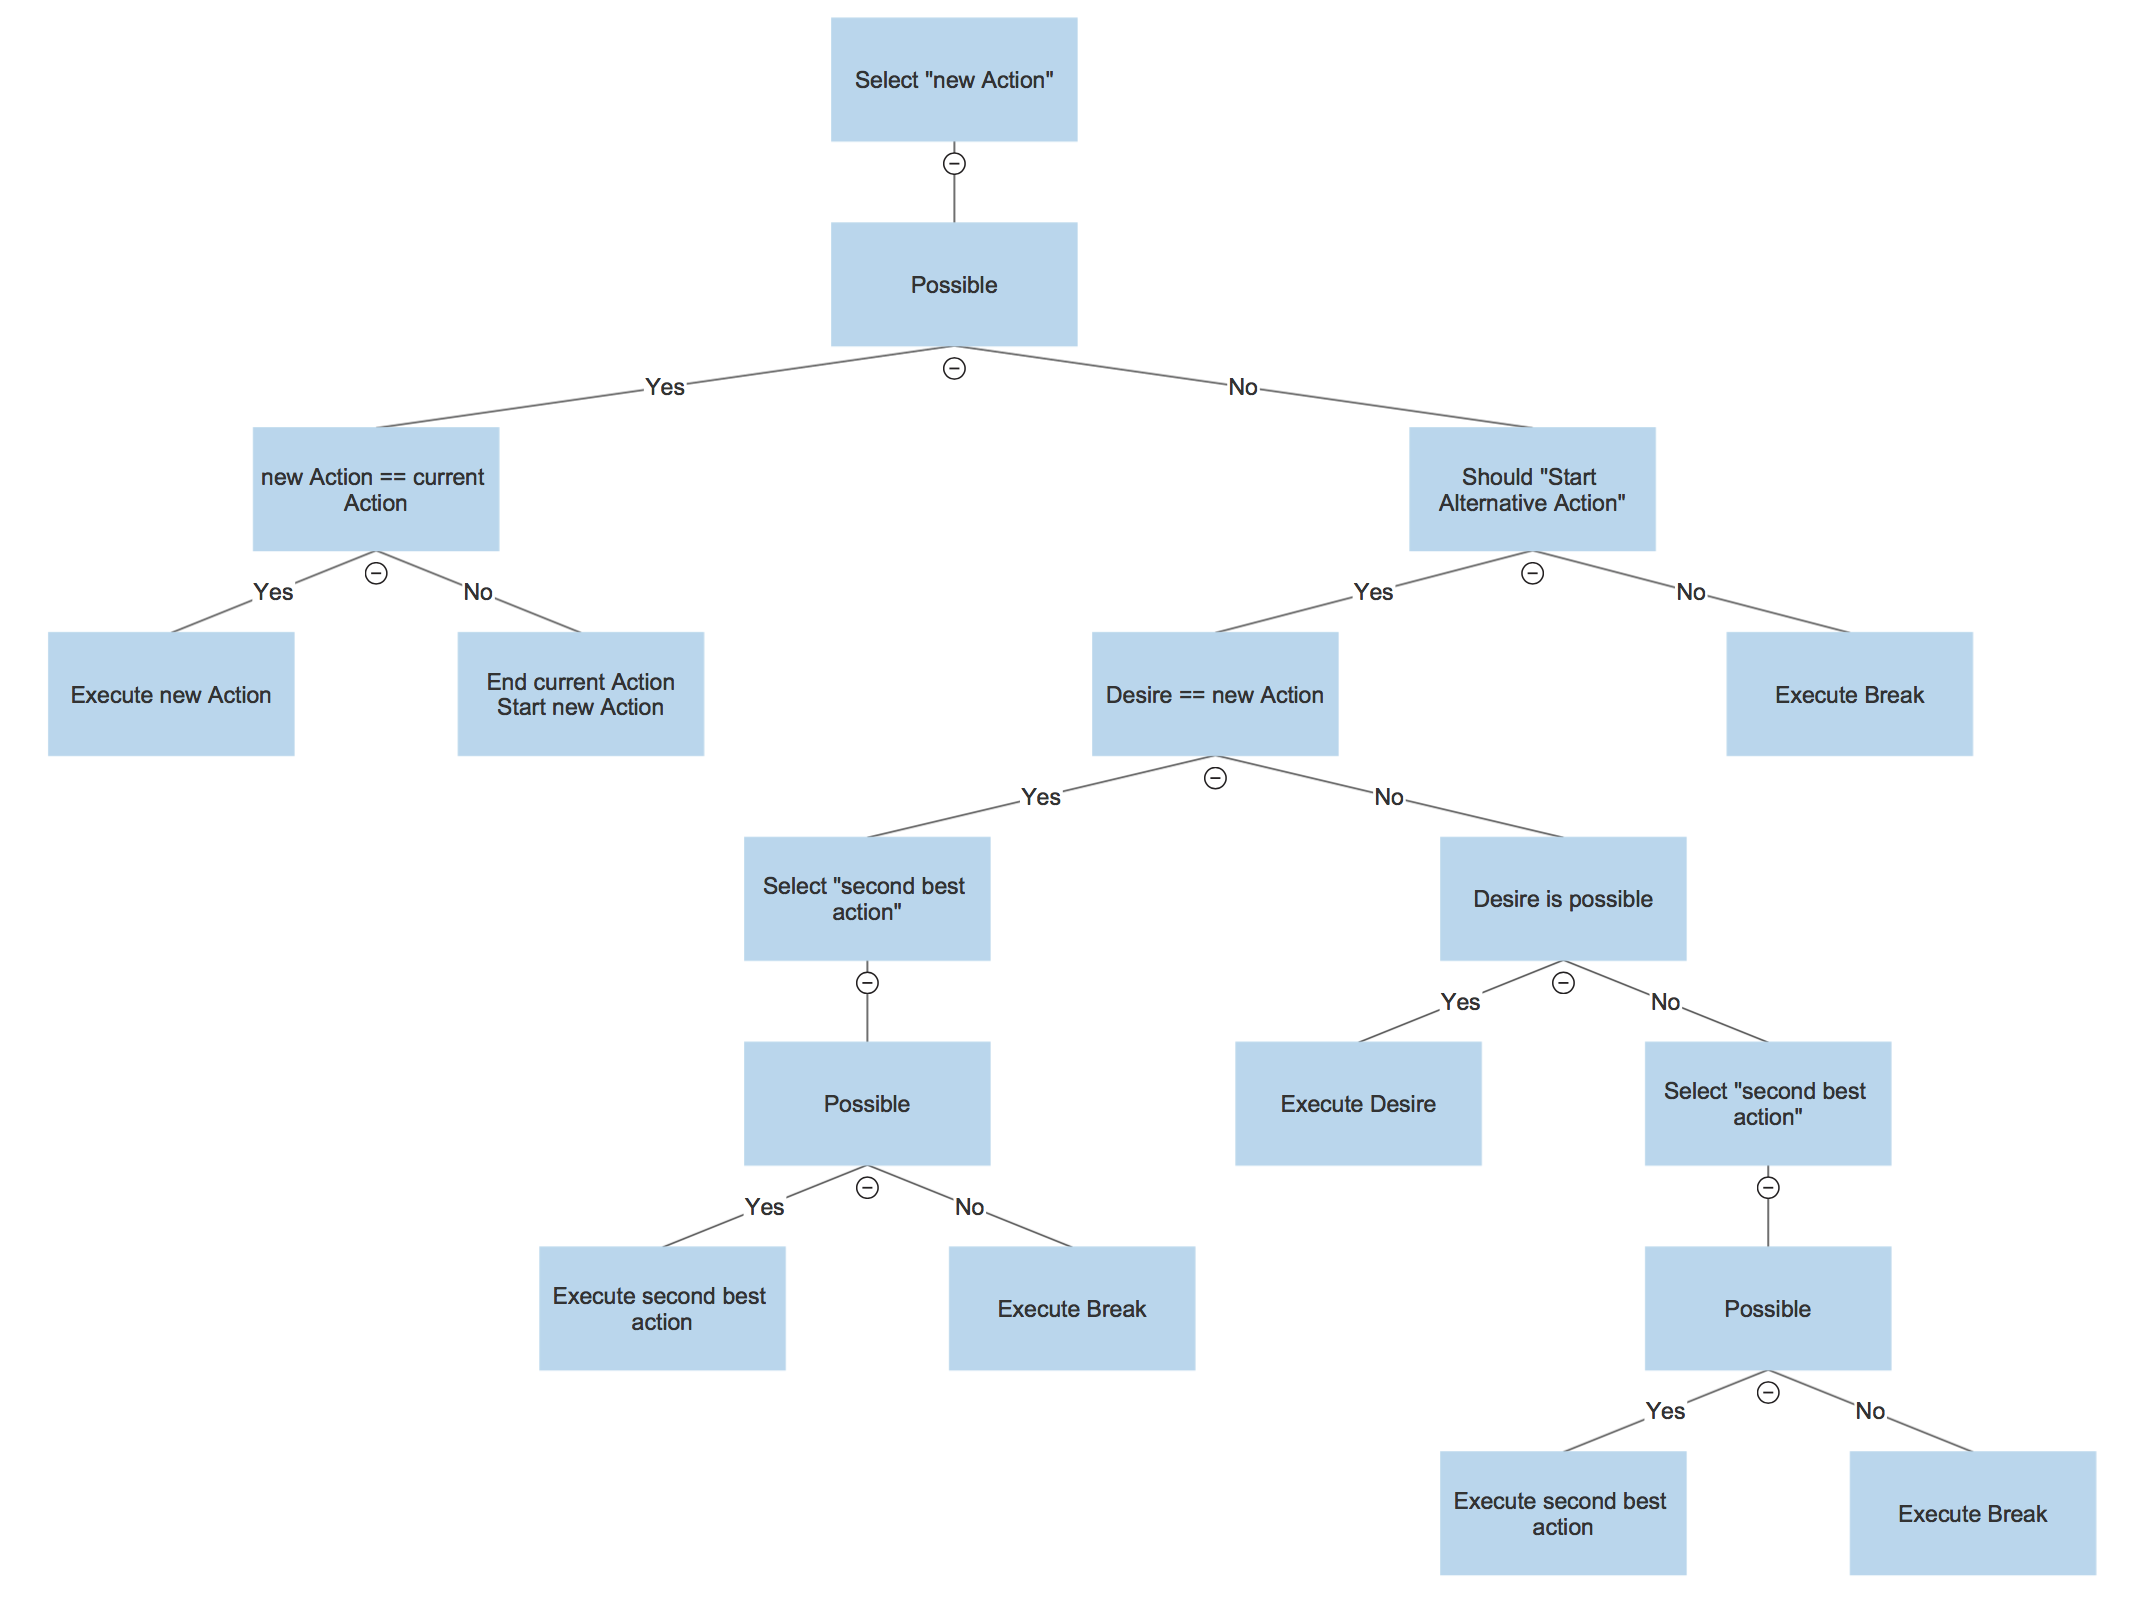 Select "new Action"
Possible
Yes
No
new Action == current
Action
Should "Start
Alternative Action"
Yes
No
Yes
No
Execute new Action
End current Action
Start new Action
Desire == new Action
Execute Break
Yes
No
Select "second best
action"
Desire is possible
Yes
No
Possible
Execute Desire
Select "second best
action"
Yes
No
Execute second best
action
Execute Break
Possible
Yes
No
Execute second best
action
Execute Break